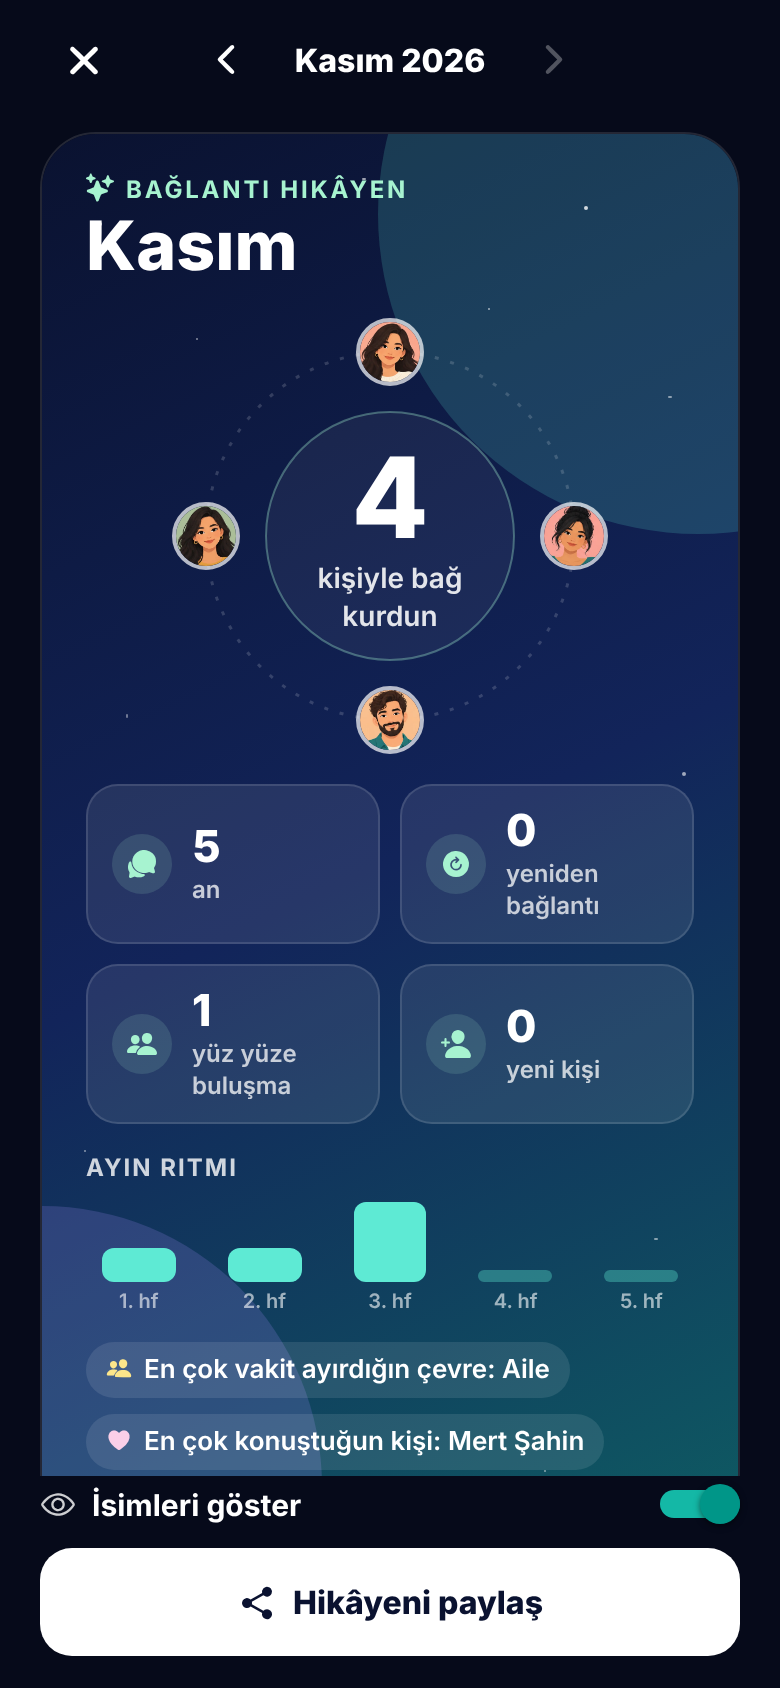 Kasım 2026
BAĞLANTI HIKÂYEN
Kasım
4
kişiyle bağ
kurdun
5
an
0
yeniden
bağlantı
1
yüz yüze
buluşma
0
yeni kişi
AYIN RITMI
1. hf
2. hf
3. hf
4. hf
5. hf
En çok vakit ayırdığın çevre: Aile
En çok konuştuğun kişi: Mert Şahin
İsimleri göster
Hikâyeni paylaş